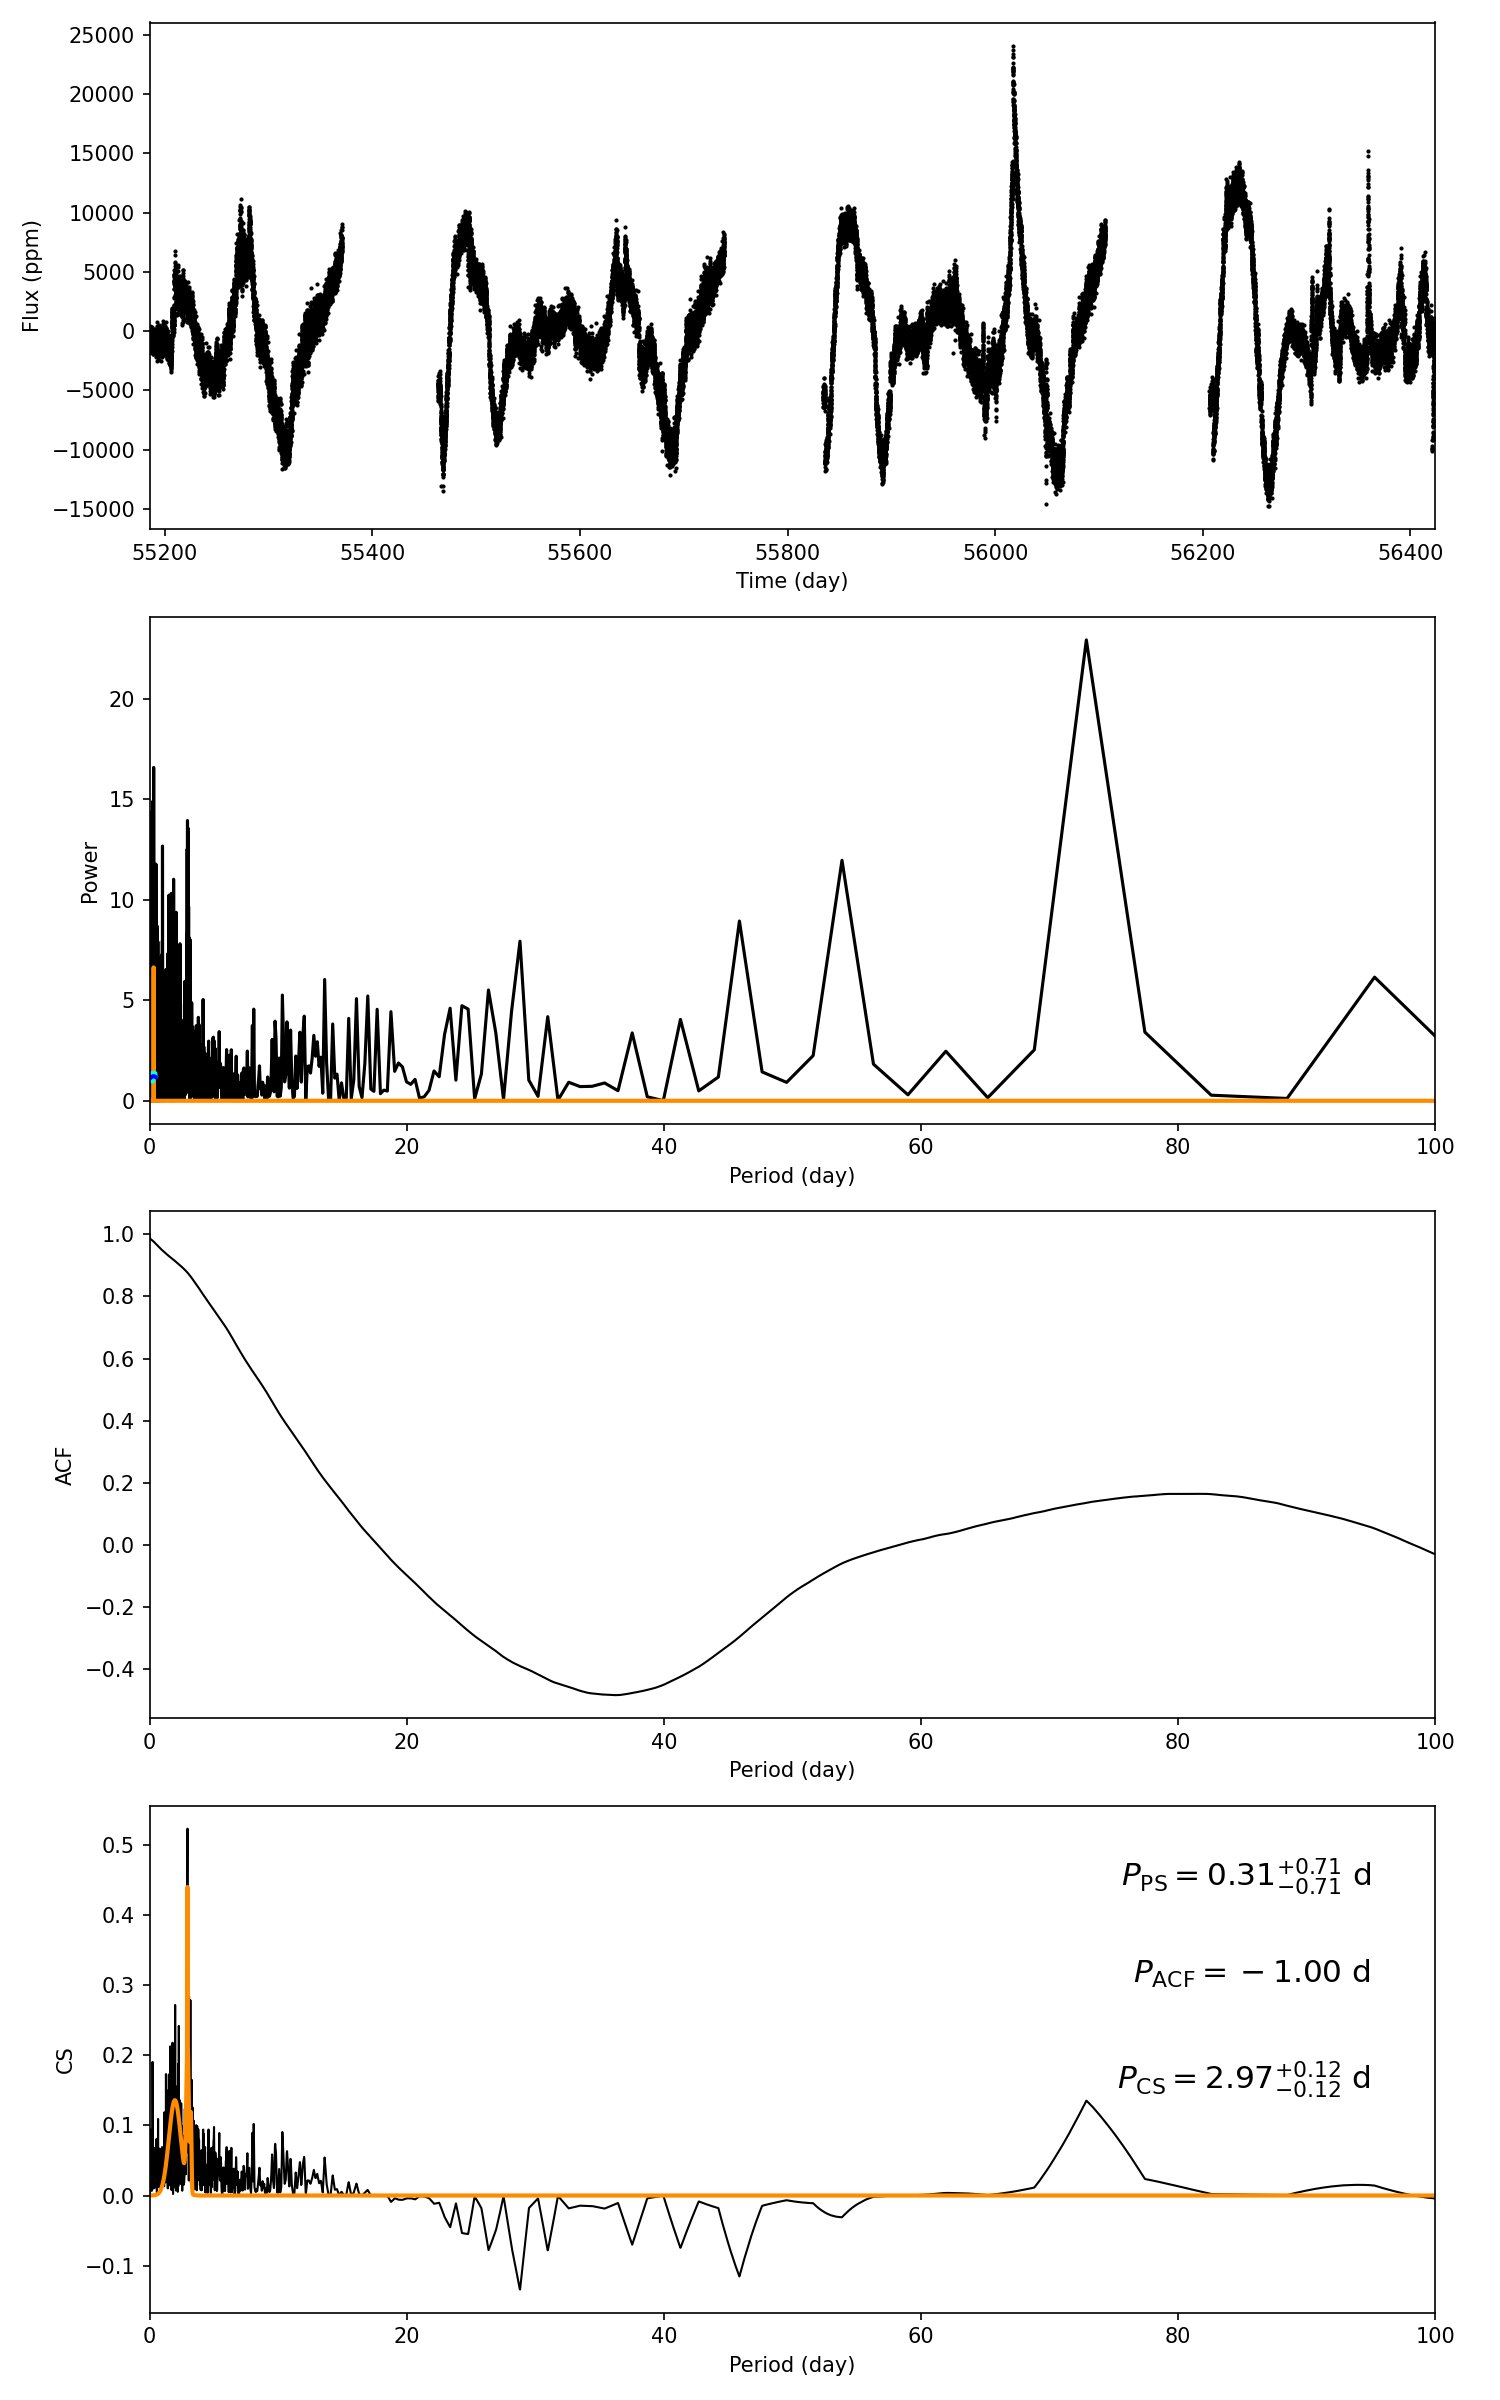 25000
20000
15000
10000
5000
0
−5000
−10000
−15000
Flux (ppm)
55200 55400 55600 55800 56000 56200 56400
Time (day)
20
15
10
5
0
Power
0 20 40 60 80 100
Period (day)
1.0
0.8
0.6
0.4
0.2
0.0
−0.2
−0.4
ACF
0 20 40 60 80 100
Period (day)
0.5
0.4
0.3
0.2
0.1
0.0
−0.1
CS
P_PS = 0.31^{+0.71}_{−0.71} d
P_ACF = −1.00 d
P_CS = 2.97^{+0.12}_{−0.12} d
0 20 40 60 80 100
Period (day)